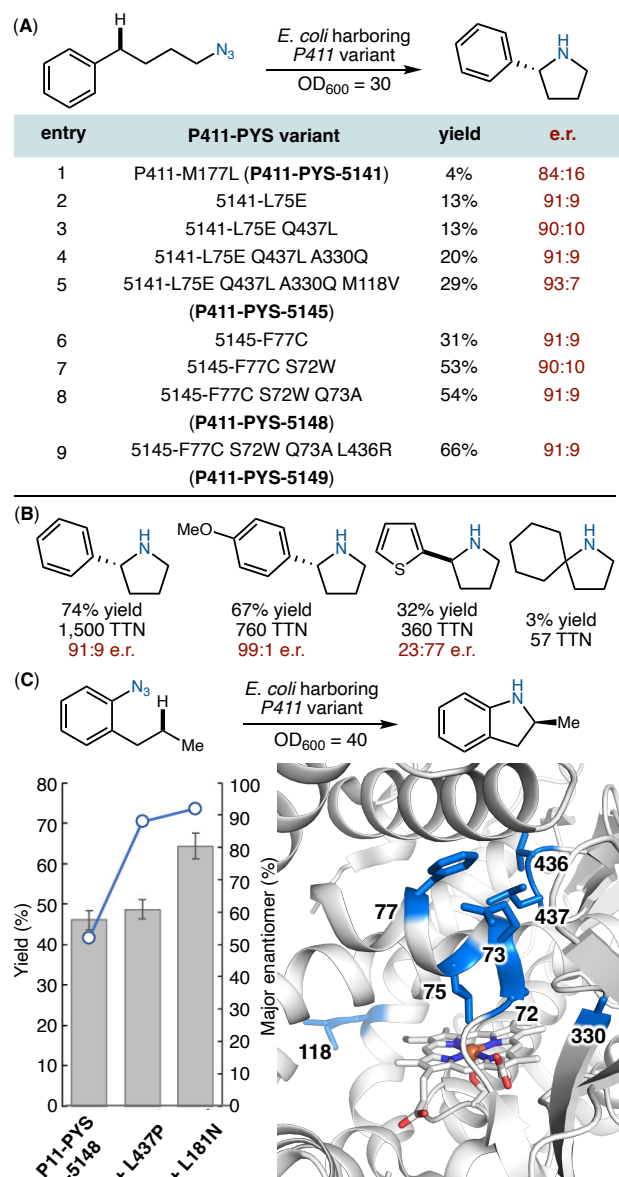 (A)
H
N3
E. coli harboring
P411 variant
OD600 = 30
H
N
entry P411-PYS variant yield e.r.
1 P411-M177L (P411-PYS-5141) 4% 84:16
2 5141-L75E 13% 91:9
3 5141-L75E Q437L 13% 90:10
4 5141-L75E Q437L A330Q 20% 91:9
5 5141-L75E Q437L A330Q M118V 29% 93:7
(P411-PYS-5145)
6 5145-F77C 31% 91:9
7 5145-F77C S72W 53% 90:10
8 5145-F77C S72W Q73A 54% 91:9
(P411-PYS-5148)
9 5145-F77C S72W Q73A L436R 66% 91:9
(P411-PYS-5149)
(B)
H
N
MeO
H
N
S
H
N
H
N
74% yield
1,500 TTN
91:9 e.r.
67% yield
760 TTN
99:1 e.r.
32% yield
360 TTN
23:77 e.r.
3% yield
57 TTN
(C)
N3
H
Me
E. coli harboring
P411 variant
OD600 = 40
H
N
Me
80
70
60
50
40
30
20
10
0
Yield (%)
100
90
80
70
60
50
40
30
20
10
0
Major enantiomer (%)
P11-PYS
-5148
+ L437P
+ L181N
436
437
77
73
75
72
118
330